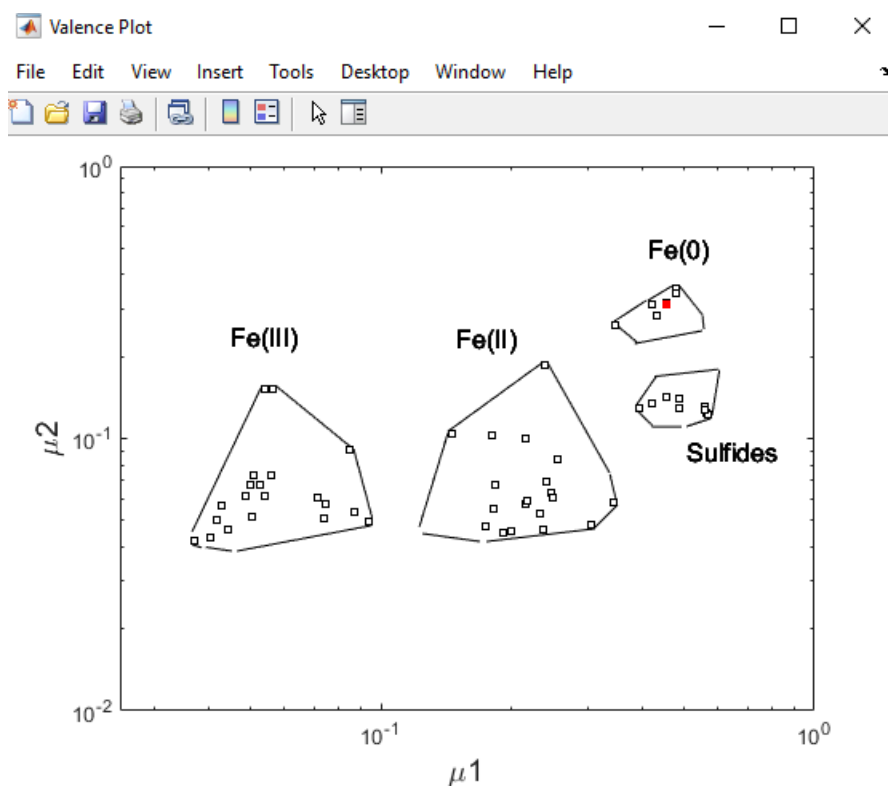 Valence Plot
File Edit View Insert Tools Desktop Window Help
10^0
Fe(0)
Fe(III)
Fe(II)
μ2
10^-1
Sulfides
10^-2
10^-1
10^0
μ1